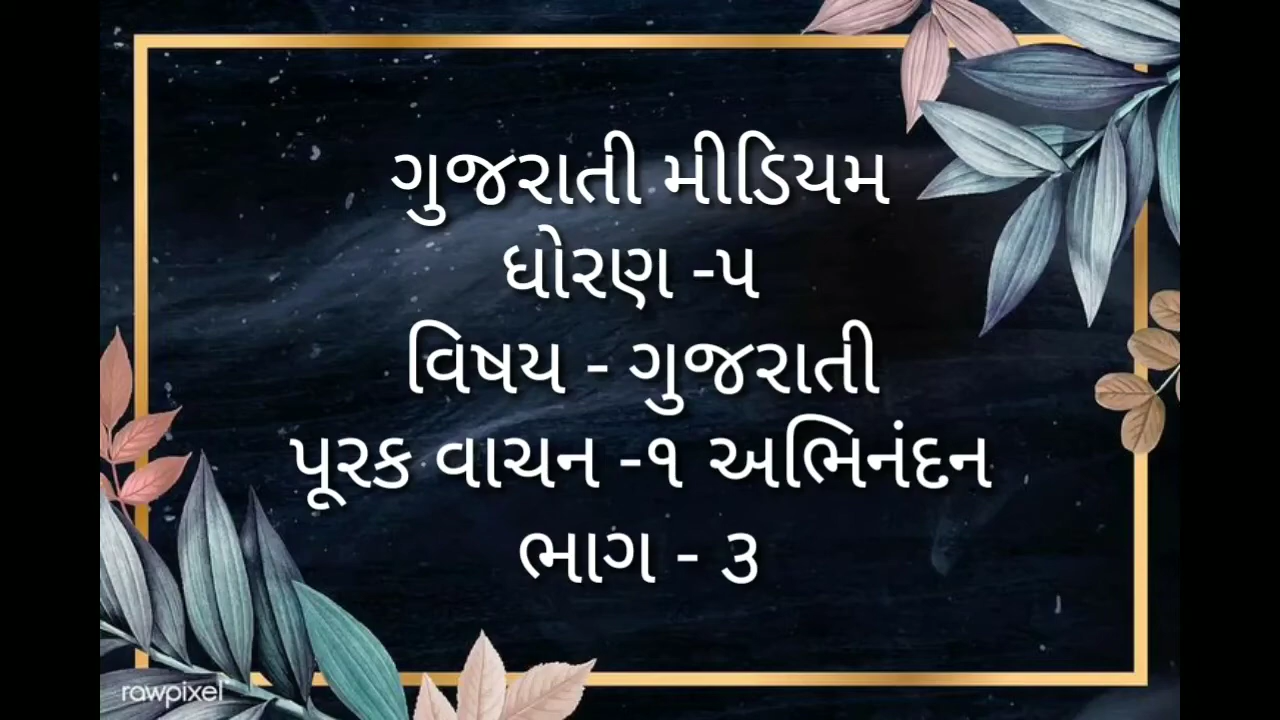 ગુજરાતી મીડિયમ
ધોરણ -૫
વિષય - ગુજરાતી
પૂરક વાચન -૧ અભિનંદન
ભાગ - ૩
rawpixel